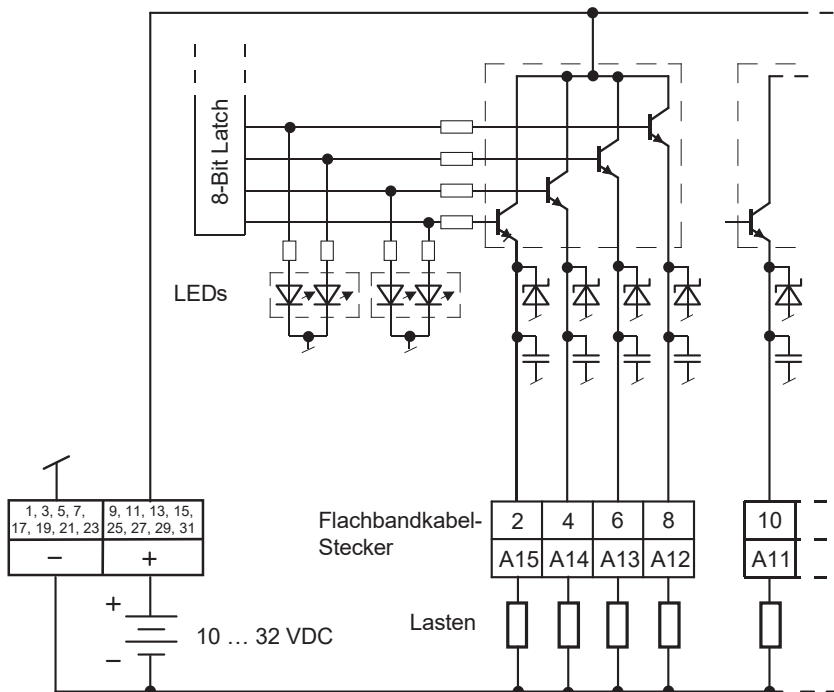 8-Bit Latch
LEDs
1, 3, 5, 7,
17, 19, 21, 23
9, 11, 13, 15,
25, 27, 29, 31
−
+
Flachbandkabel-
Stecker
2
4
6
8
10
A15
A14
A13
A12
A11
+
−
10 … 32 VDC
Lasten